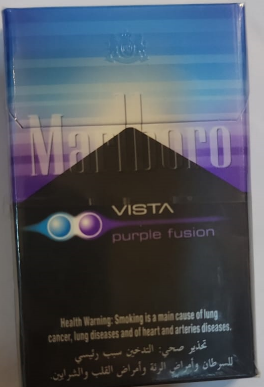 Marlboro
VISTA
purple fusion
Health Warning: Smoking is a main cause of lung
cancer, lung diseases and of heart and arteries diseases.
تحذير صحي: التدخين سبب رئيسي
للسرطان وأمراض الرئة وأمراض القلب والشرايين.